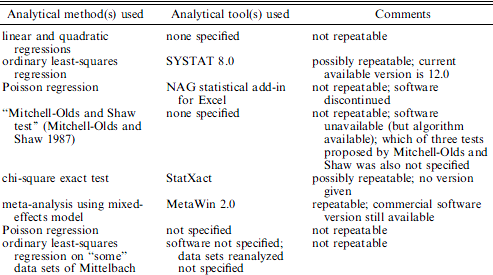 Analytical method(s) used Analytical tool(s) used Comments
linear and quadratic none specified not repeatable
regressions
ordinary least-squares SYSTAT 8.0 possibly repeatable; current
regression available version is 12.0
Poisson regression NAG statistical add-in not repeatable; software
for Excel discontinued
“Mitchell-Olds and Shaw none specified not repeatable; software
test” (Mitchell-Olds and unavailable (but algorithm
Shaw 1987) available); which of three tests
proposed by Mitchell-Olds and
Shaw was also not specified
chi-square exact test StatXact possibly repeatable; no version
given
meta-analysis using mixed- MetaWin 2.0 repeatable; commercial software
effects model version still available
Poisson regression not specified not repeatable
ordinary least-squares software not specified; not repeatable
regression on “some” data sets reanalyzed
data sets of Mittelbach not specified